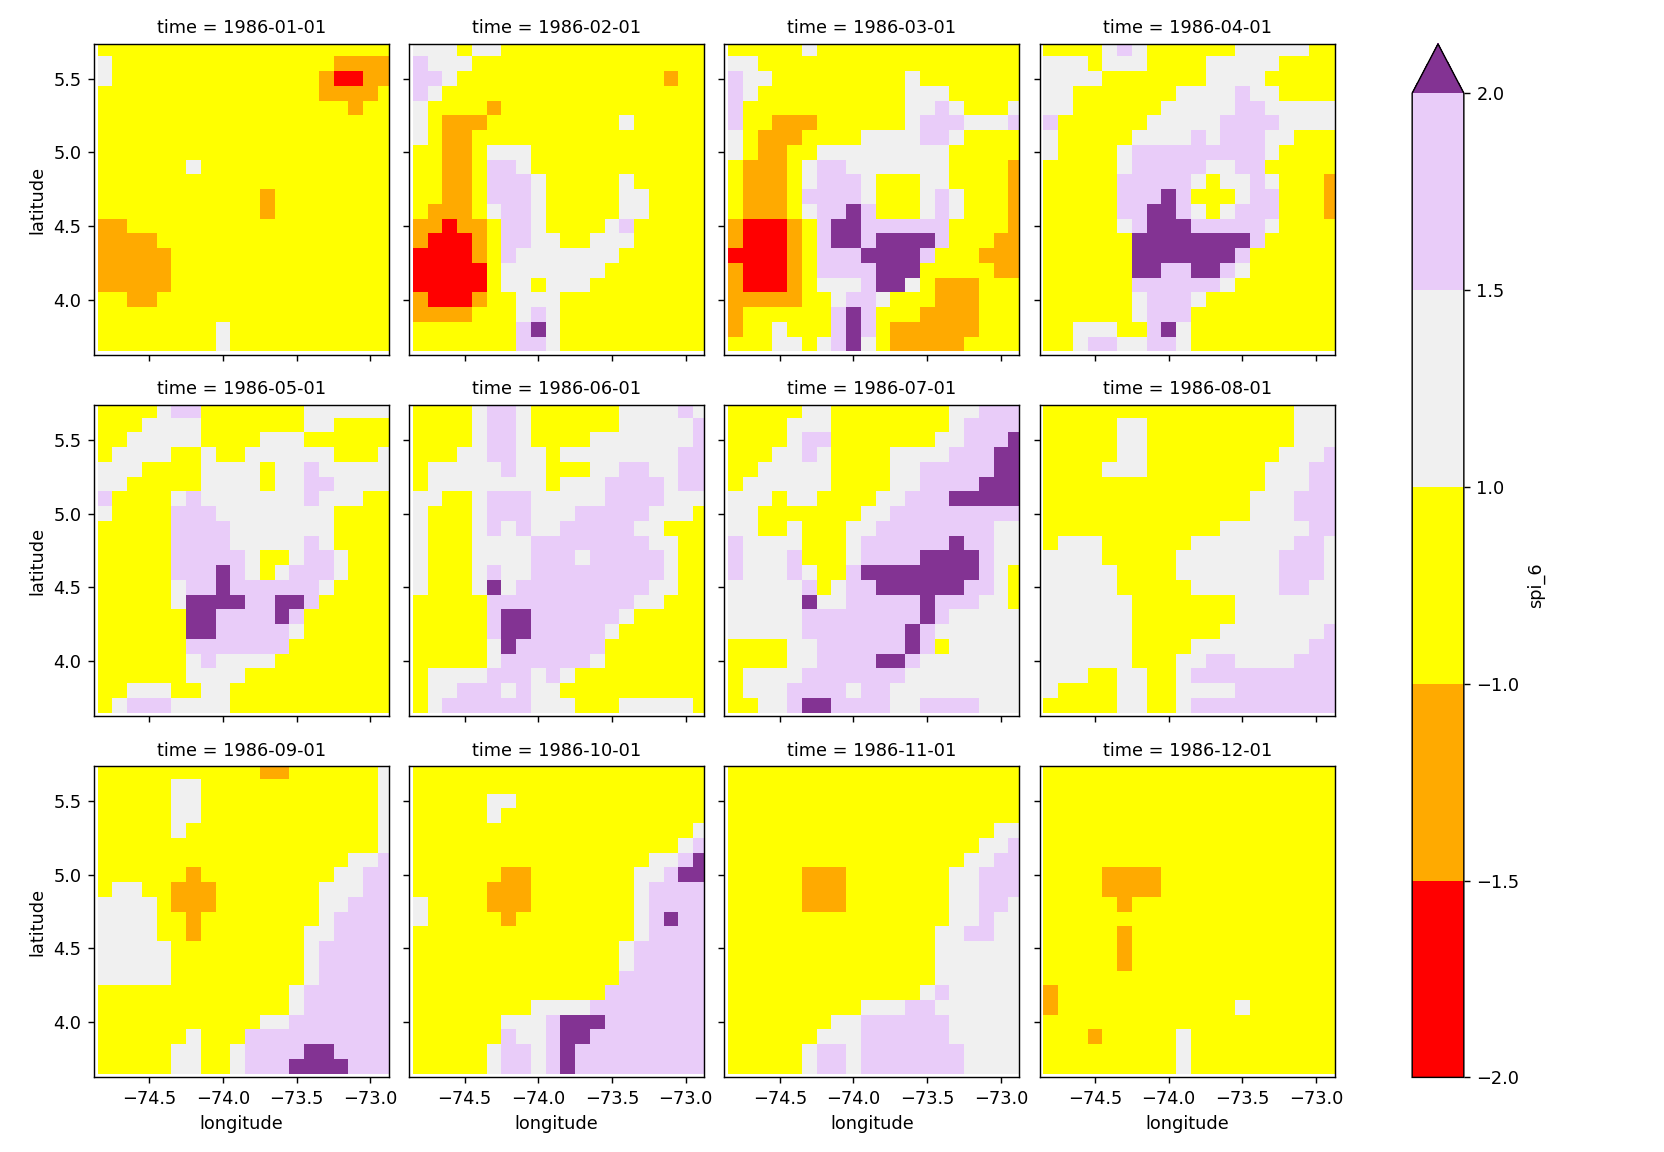 time = 1986-01-01
time = 1986-02-01
time = 1986-03-01
time = 1986-04-01
5.5
5.0
4.5
4.0
latitude
time = 1986-05-01
time = 1986-06-01
time = 1986-07-01
time = 1986-08-01
5.5
5.0
4.5
4.0
latitude
time = 1986-09-01
time = 1986-10-01
time = 1986-11-01
time = 1986-12-01
5.5
5.0
4.5
4.0
latitude
−74.5 −74.0 −73.5 −73.0
longitude
−74.5 −74.0 −73.5 −73.0
longitude
−74.5 −74.0 −73.5 −73.0
longitude
−74.5 −74.0 −73.5 −73.0
longitude
2.0
1.5
1.0
−1.0
−1.5
−2.0
spi_6